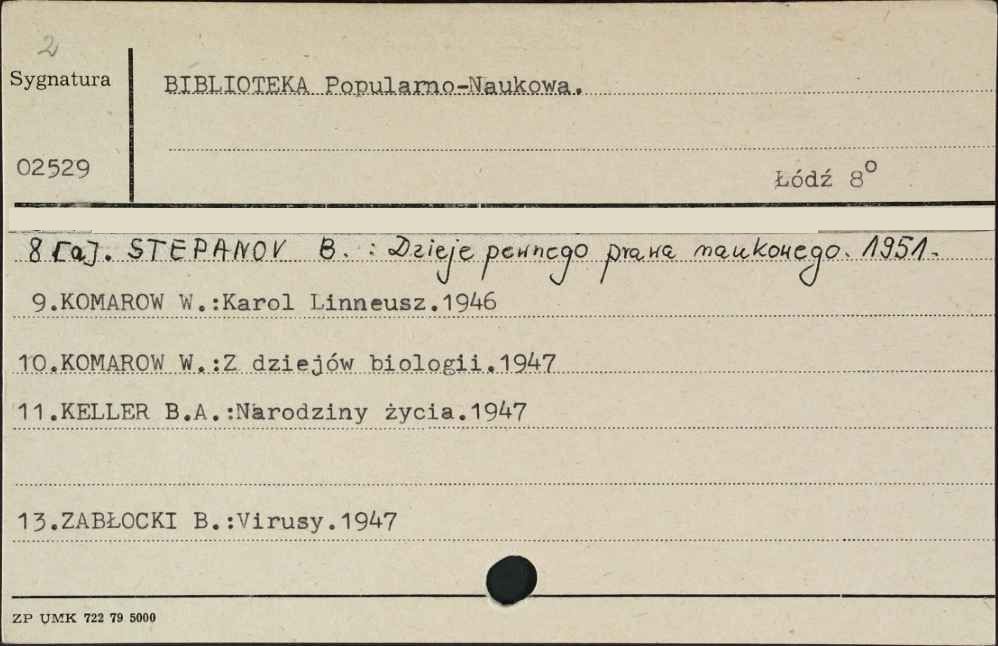 2
Sygnatura
BIBLIOTEKA Popularno-Naukowa.
02529
Łódź 8º
8[a]. STEPANOV B. : Dzieje pewnego prawa naukowego. 1951.
9.KOMAROW W.:Karol Linneusz.1946
10.KOMAROW W.:Z dziejów biologii.1947
11.KELLER B.A.:Narodziny życia.1947
13.ZABŁOCKI B.:Virusy.1947
ZP UMK 722 79 5000